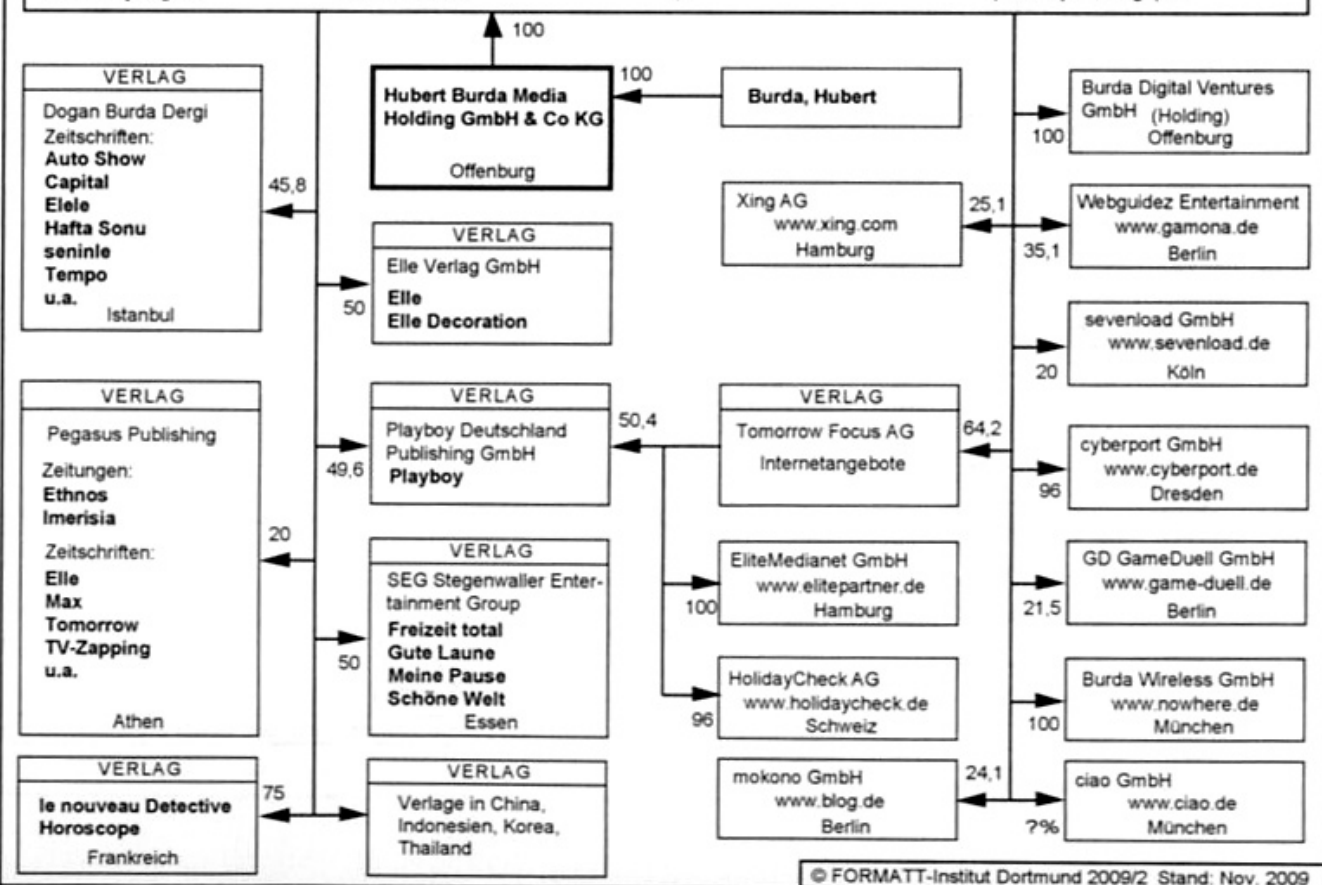 100
VERLAG
Dogan Burda Dergi
Zeitschriften:
Auto Show
Capital
Elele
Hafta Sonu
seninle
Tempo
u.a.
Istanbul
45,8
Hubert Burda Media
Holding GmbH & Co KG
Offenburg
100
Burda, Hubert
Burda Digital Ventures
GmbH (Holding)
Offenburg
100
VERLAG
Elle Verlag GmbH
Elle
Elle Decoration
50
Xing AG
www.xing.com
Hamburg
25,1
Webguidez Entertainment
www.gamona.de
Berlin
35,1
sevenload GmbH
www.sevenload.de
Köln
20
VERLAG
Pegasus Publishing
Zeitungen:
Ethnos
Imerisia
Zeitschriften:
Elle
Max
Tomorrow
TV-Zapping
u.a.
Athen
20
VERLAG
Playboy Deutschland
Publishing GmbH
Playboy
49,6
50,4
VERLAG
Tomorrow Focus AG
Internetangebote
64,2
cyberport GmbH
www.cyberport.de
Dresden
96
VERLAG
SEG Stegenwaller Enter-
tainment Group
Freizeit total
Gute Laune
Meine Pause
Schöne Welt
Essen
50
EliteMedianet GmbH
www.elitepartner.de
Hamburg
100
GD GameDuell GmbH
www.game-duell.de
Berlin
21,5
HolidayCheck AG
www.holidaycheck.de
Schweiz
96
Burda Wireless GmbH
www.nowhere.de
München
100
VERLAG
le nouveau Detective
Horoscope
Frankreich
75
VERLAG
Verlage in China,
Indonesien, Korea,
Thailand
mokono GmbH
www.blog.de
Berlin
24,1
ciao GmbH
www.ciao.de
München
?%
© FORMATT-Institut Dortmund 2009/2 Stand: Nov. 2009